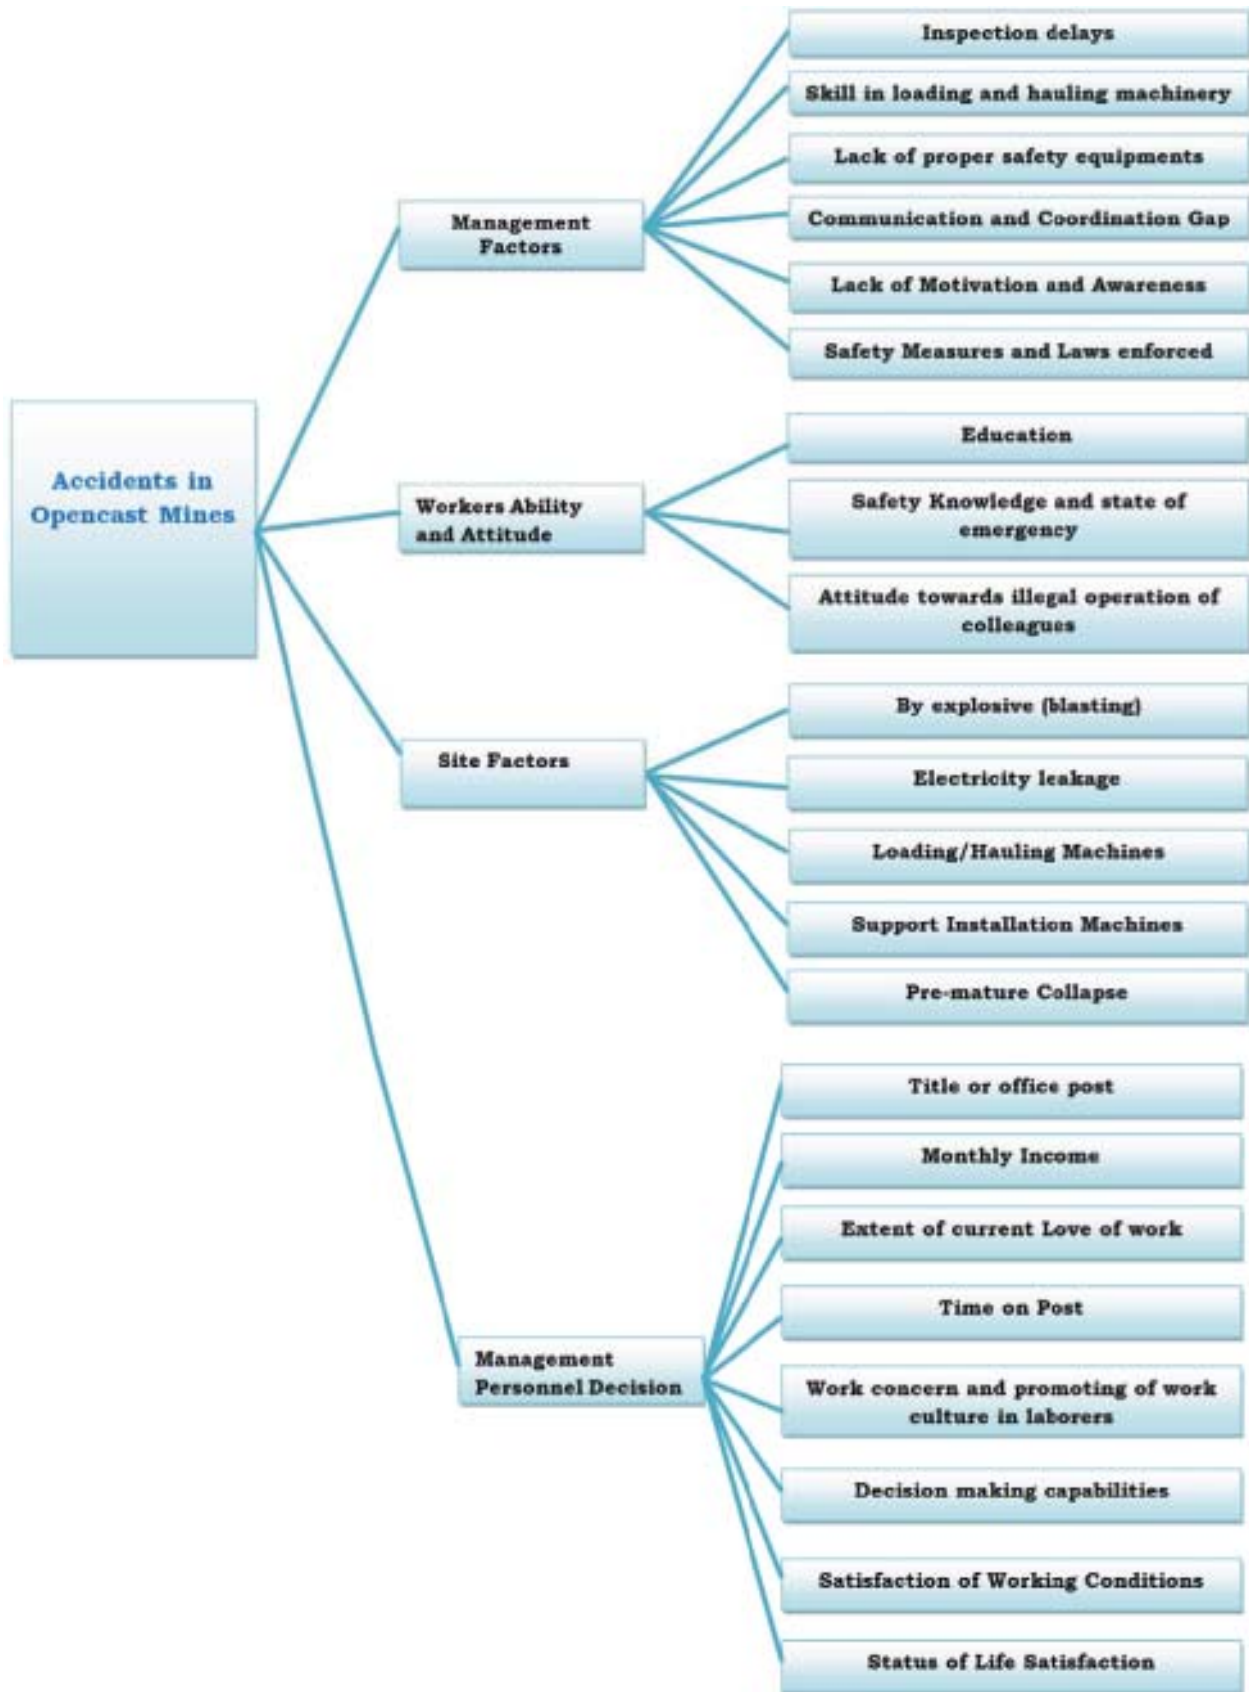 Accidents in
Opencast Mines
Management
Factors
Inspection delays
Skill in loading and hauling machinery
Lack of proper safety equipments
Communication and Coordination Gap
Lack of Motivation and Awareness
Safety Measures and Laws enforced
Workers Ability
and Attitude
Education
Safety Knowledge and state of
emergency
Attitude towards illegal operation of
colleagues
Site Factors
By explosive (blasting)
Electricity leakage
Loading/Hauling Machines
Support Installation Machines
Pre-mature Collapse
Management
Personnel Decision
Title or office post
Monthly Income
Extent of current Love of work
Time on Post
Work concern and promoting of work
culture in laborers
Decision making capabilities
Satisfaction of Working Conditions
Status of Life Satisfaction